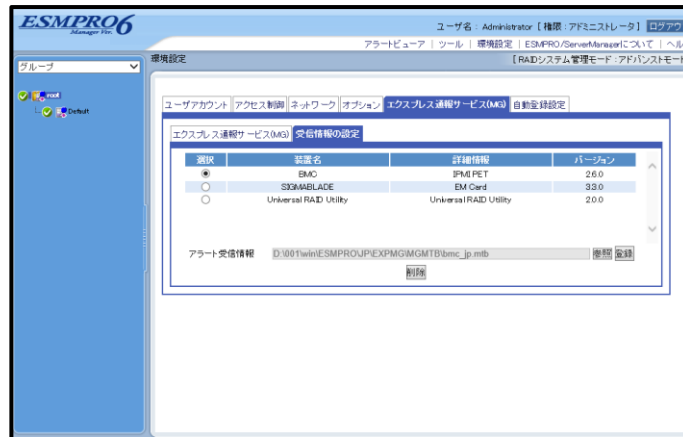 ESMPRO6
Manager Ver.
ユーザ名 : Administrator [ 権限 : アドミニストレータ ] ログアウ
アラートビューア | ツール | 環境設定 | ESMPRO/ServerManagerについて | ヘル
グループ
環境設定
[ RAIDシステム管理モード : アドバンストモード
root
Default
ユーザアカウント アクセス制御 ネットワーク オプション エクスプレス通報サービス(MG) 自動登録設定
エクスプレス通報サービス(MG) 受信情報の設定
選択 装置名 詳細情報 バージョン
BMC IPMI PET 2.6.0
SIGMABLADE EM Card 3.3.0
Universal RAID Utility Universal RAID Utility 2.0.0
アラート受信情報 D:\001\win\ESMPRO\JP\EXPMG\MGMTB\bmc_jp.mtb 参照 登録
削除